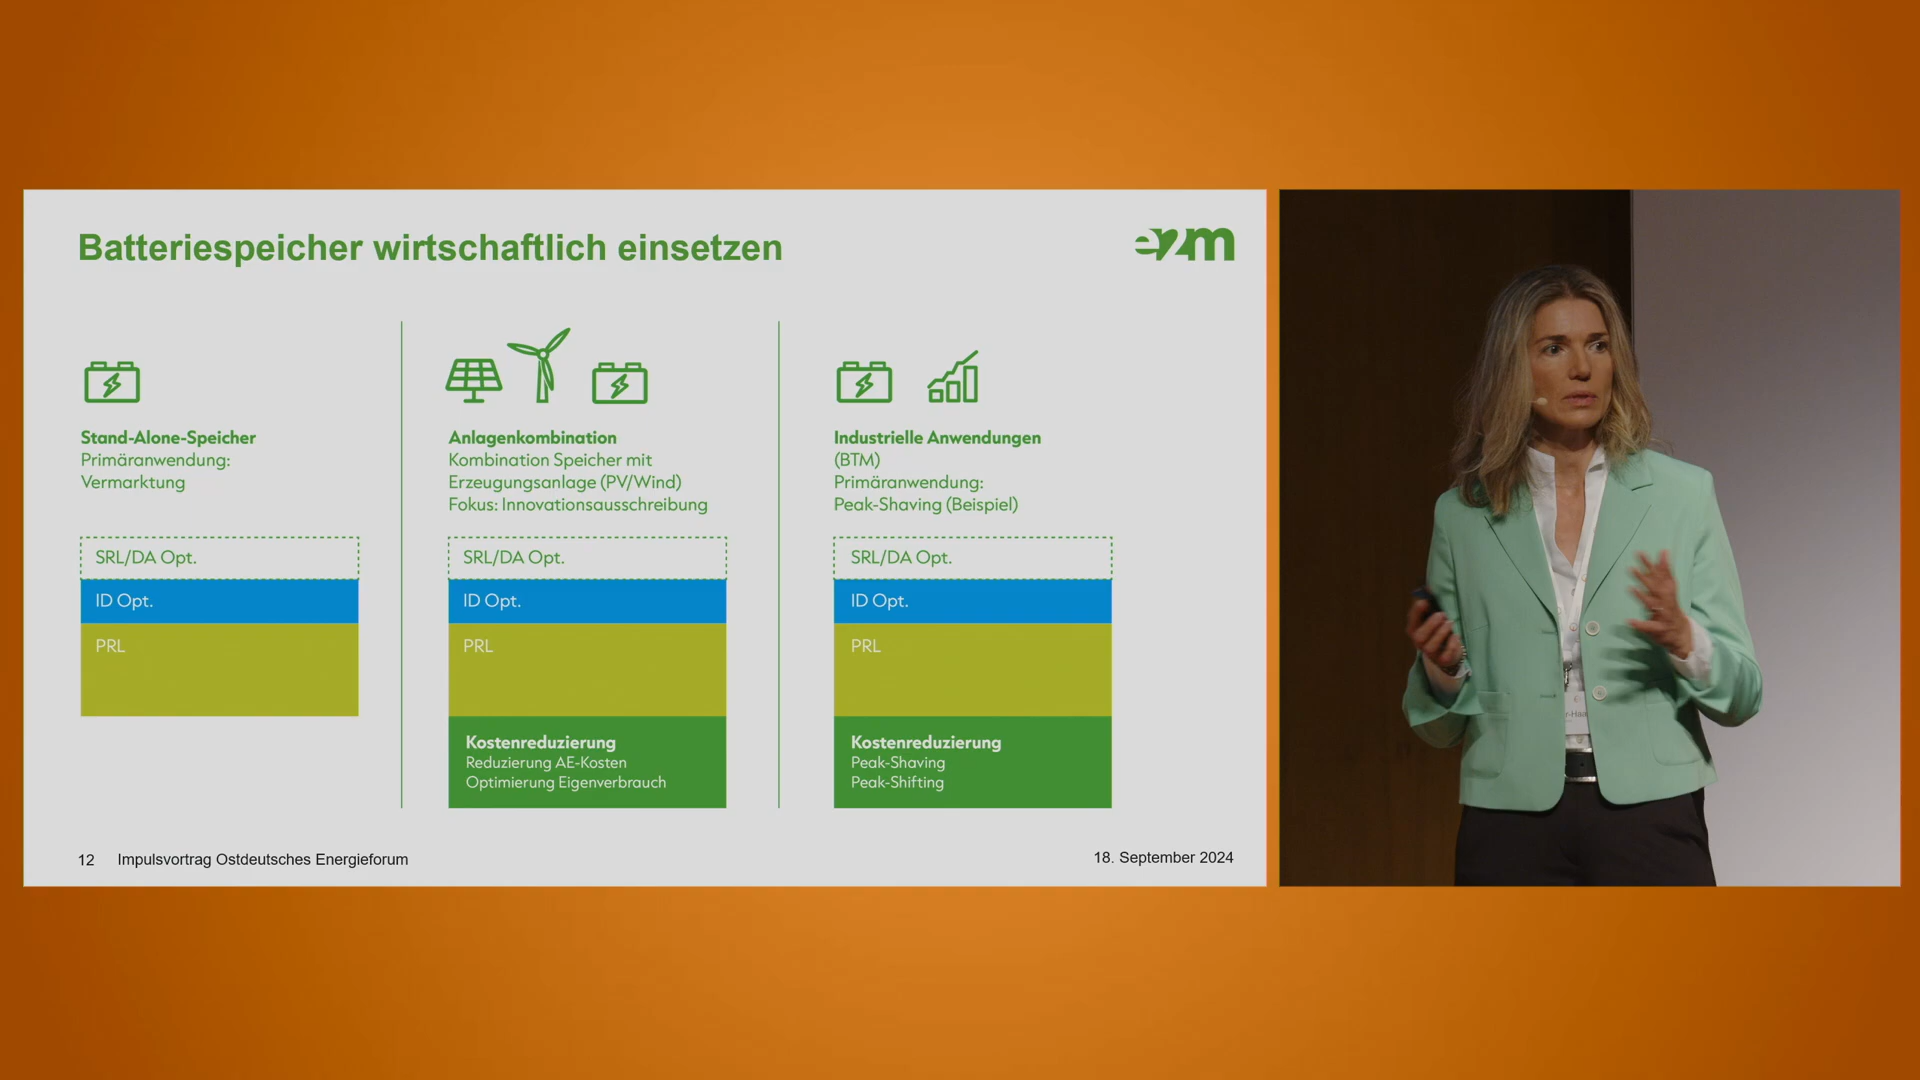 Batteriespeicher wirtschaftlich einsetzen
e2m
Stand-Alone-Speicher
Primäranwendung:
Vermarktung
SRL/DA Opt.
ID Opt.
PRL
Anlagenkombination
Kombination Speicher mit
Erzeugungsanlage (PV/Wind)
Fokus: Innovationsausschreibung
SRL/DA Opt.
ID Opt.
PRL
Kostenreduzierung
Reduzierung AE-Kosten
Optimierung Eigenverbrauch
Industrielle Anwendungen
(BTM)
Primäranwendung:
Peak-Shaving (Beispiel)
SRL/DA Opt.
ID Opt.
PRL
Kostenreduzierung
Peak-Shaving
Peak-Shifting
12 Impulsvortrag Ostdeutsches Energieforum
18. September 2024